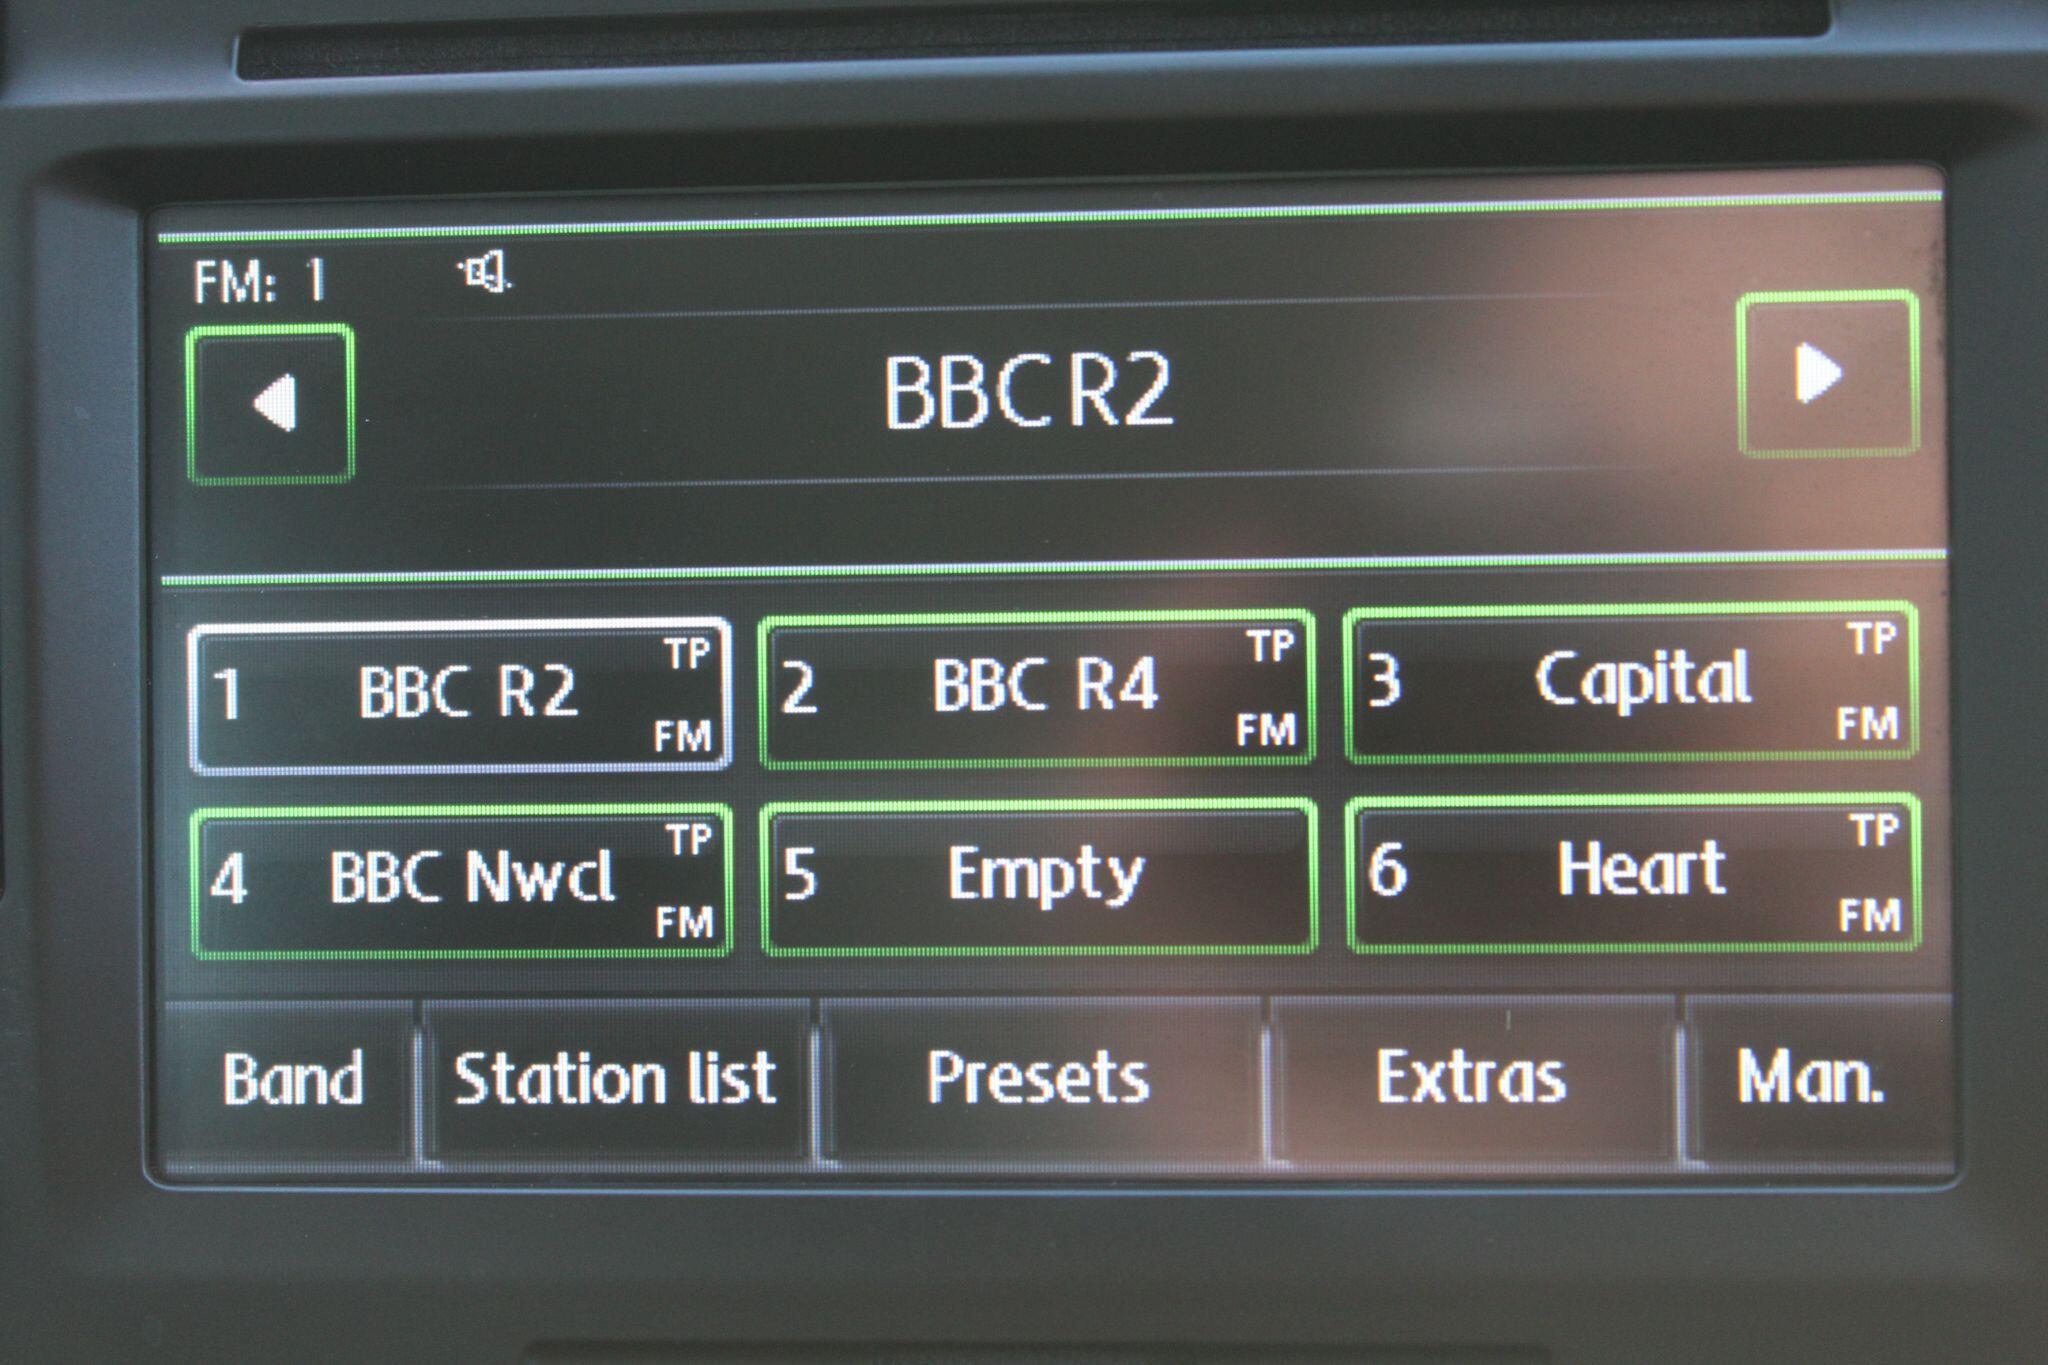 FM: 1
BBC R2
1 BBC R2 TP FM
2 BBC R4 TP FM
3 Capital TP FM
4 BBC Nwcl TP FM
5 Empty
6 Heart TP FM
Band Station list Presets Extras Man.